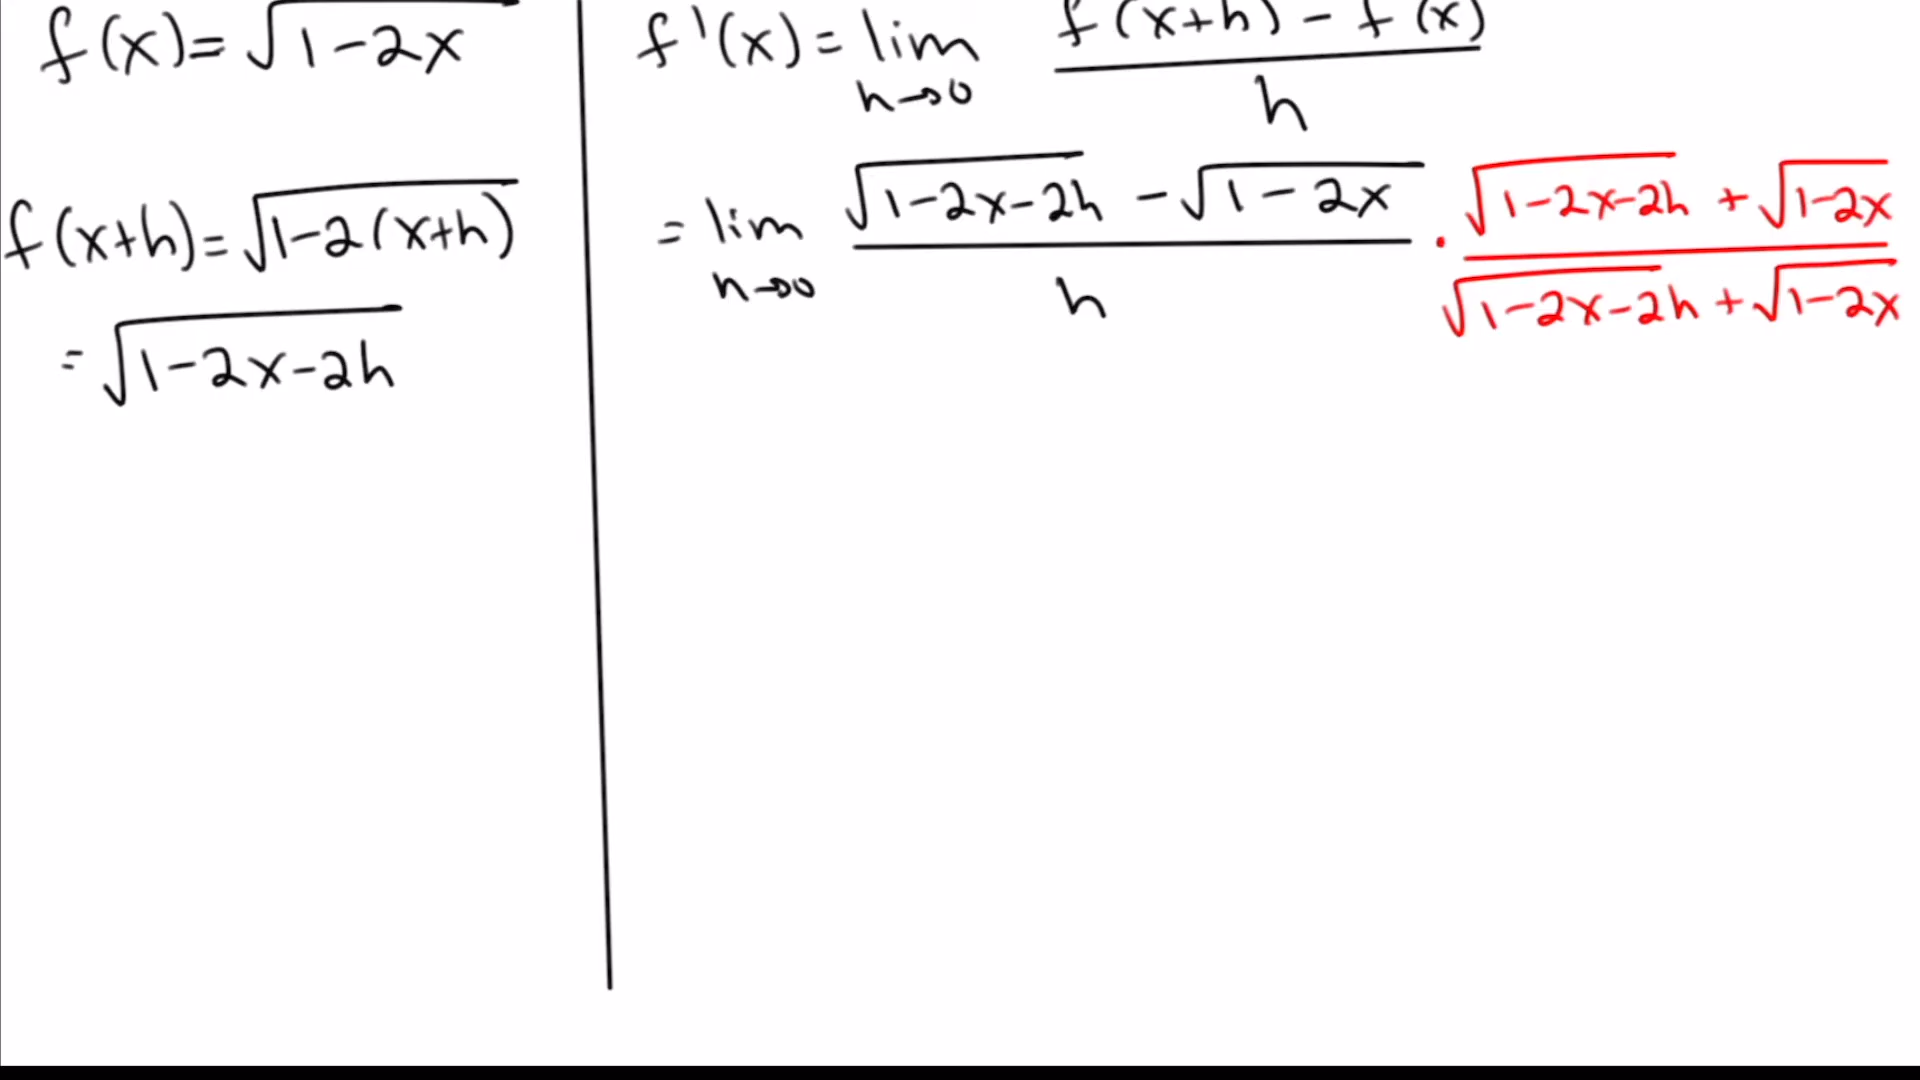 f(x) = √(1-2x)
f(x+h) = √(1-2(x+h))
= √(1-2x-2h)
f'(x) = lim h→0 (f(x+h) - f(x)) / h
= lim h→0 (√(1-2x-2h) - √(1-2x)) / h · (√(1-2x-2h) + √(1-2x)) / (√(1-2x-2h) + √(1-2x))